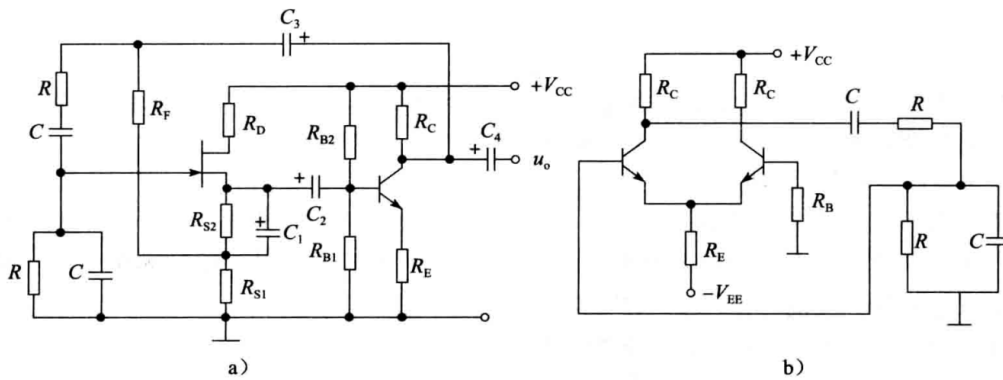 C3
+
R
RF
C
RD
RB2
RC
+VCC
C4
+
uo
+
C2
RS2
+
C1
RB1
RE
R
C
RS1
a）
+VCC
RC
RC
C
R
RB
RE
−VEE
R
C
b）